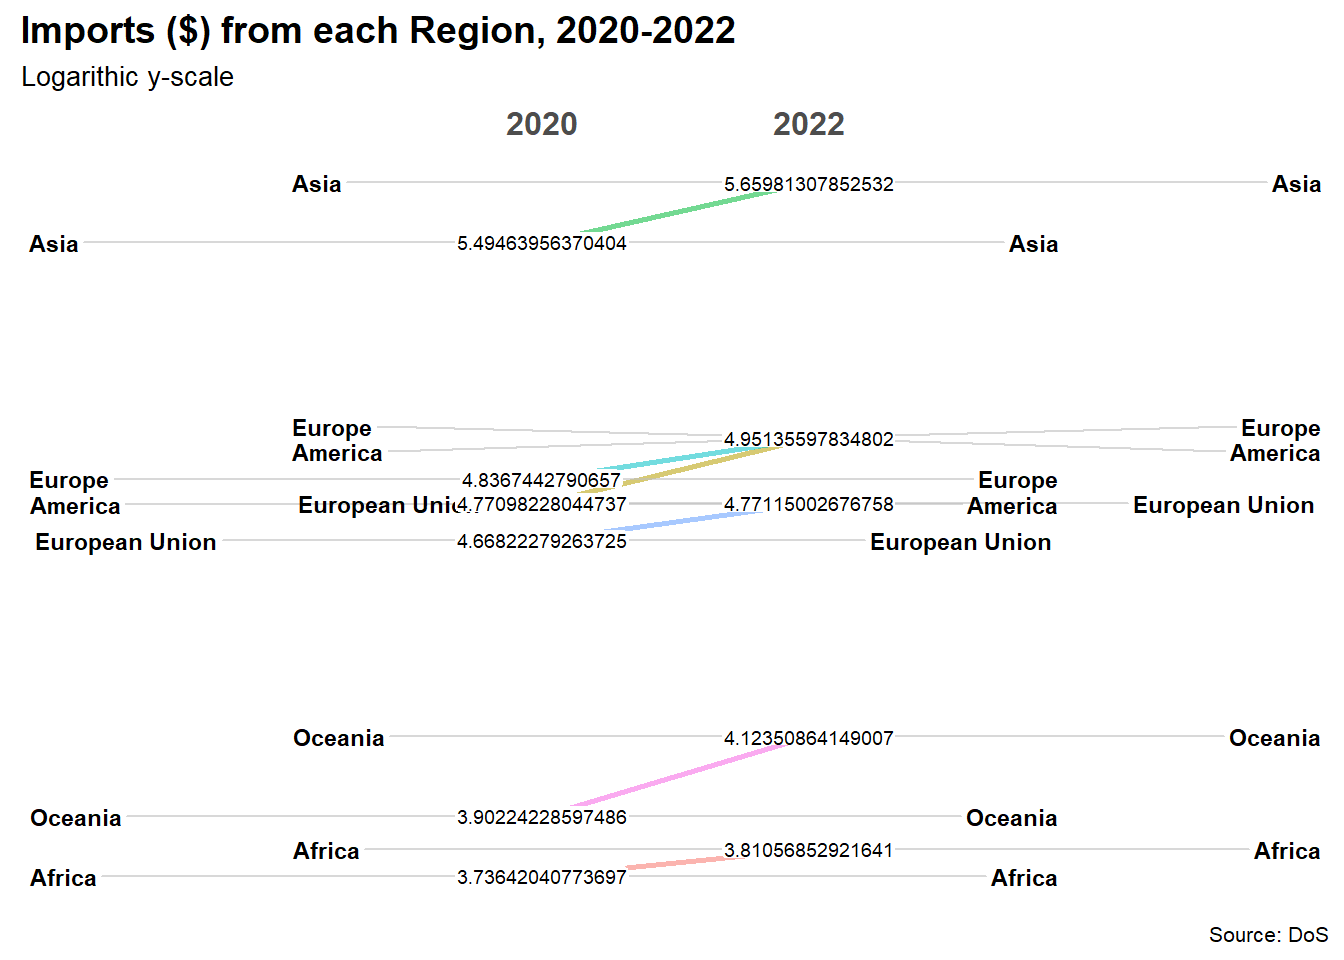 Imports ($) from each Region, 2020-2022
Logarithic y-scale
2020 2022
Asia 5.65981307852532 Asia
Asia 5.49463956370404 Asia
Europe Europe
4.95135597834802
America America
Europe 4.8367442790657 Europe
America European Unic 4.77098228044737 4.77115002676758 America European Union
European Union 4.66822279263725 European Union
Oceania 4.12350864149007 Oceania
Oceania 3.90224228597486 Oceania
Africa 3.81056852921641 Africa
Africa 3.73642040773697 Africa
Source: DoS